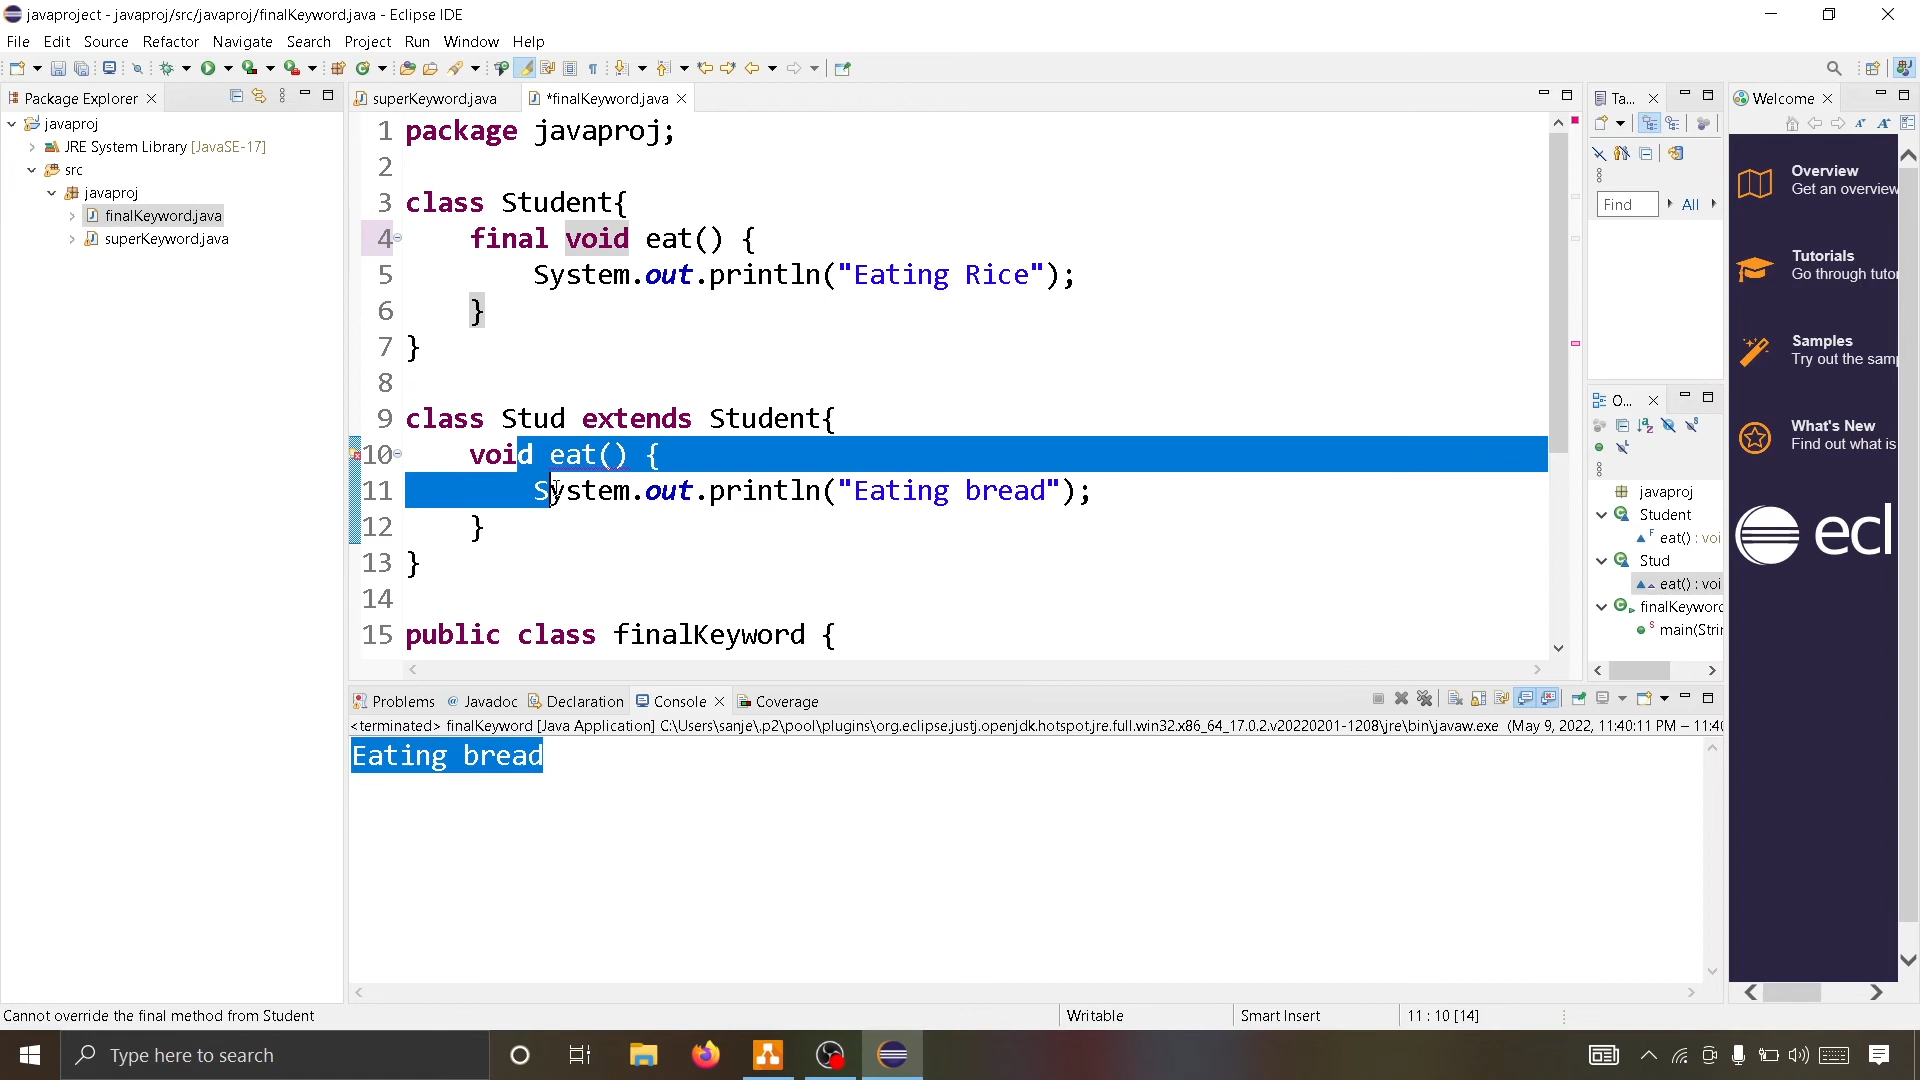 javaproject - javaproj/src/javaproj/finalKeyword.java - Eclipse IDE
File Edit Source Refactor Navigate Search Project Run Window Help
Package Explorer
javaproj
JRE System Library [JavaSE-17]
src
javaproj
finalKeyword.java
superKeyword.java
superKeyword.java *finalKeyword.java
1 package javaproj;
2
3 class Student{
4 final void eat() {
5 System.out.println("Eating Rice");
6 }
7 }
8
9 class Stud extends Student{
10 void eat() {
11 System.out.println("Eating bread");
12 }
13 }
14
15 public class finalKeyword {
Ta...
Find All
O...
javaproj
Student
eat() : voi
Stud
eat() : voi
finalKeyword
main(Strin
Welcome
Overview
Get an overview
Tutorials
Go through tutor
Samples
Try out the sam
What's New
Find out what is
ecl
Problems @ Javadoc Declaration Console Coverage
<terminated> finalKeyword [Java Application] C:\Users\sanje\.p2\pool\plugins\org.eclipse.justj.openjdk.hotspot.jre.full.win32.x86_64_17.0.2.v20220201-1208\jre\bin\javaw.exe (May 9, 2022, 11:40:11 PM – 11:40
Eating bread
Cannot override the final method from Student
Writable
Smart Insert
11 : 10 [14]
Type here to search